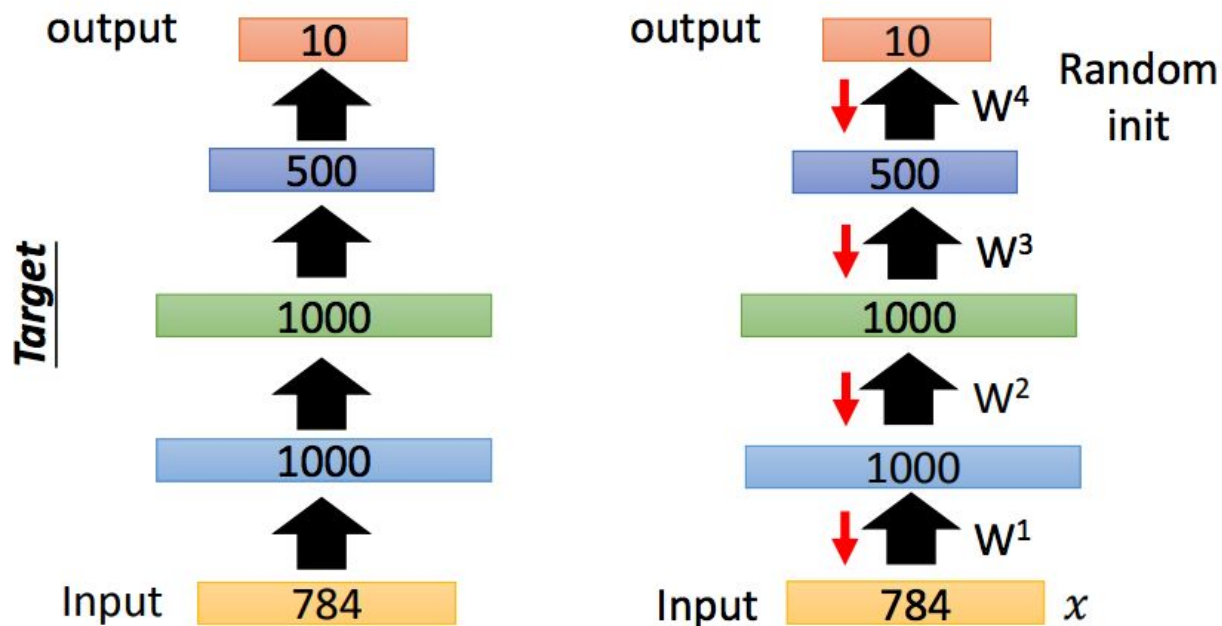 output
10
500
Target
1000
1000
Input
784
output
10
Random
init
W⁴
500
W³
1000
W²
1000
W¹
Input
784
x